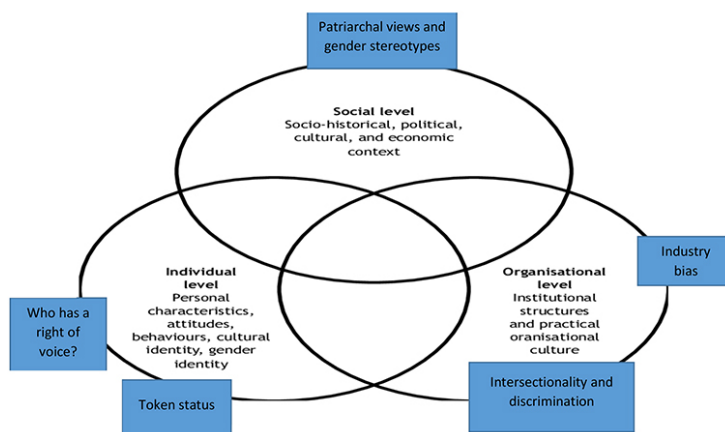 Patriarchal views and
gender stereotypes
Social level
Socio-historical, political,
cultural, and economic
context
Industry
bias
Individual
level
Personal
characteristics,
attitudes,
behaviours, cultural
identity, gender
identity
Organisational
level
Institutional
structures
and practical
oranisational
culture
Who has a
right of
voice?
Token status
Intersectionality and
discrimination